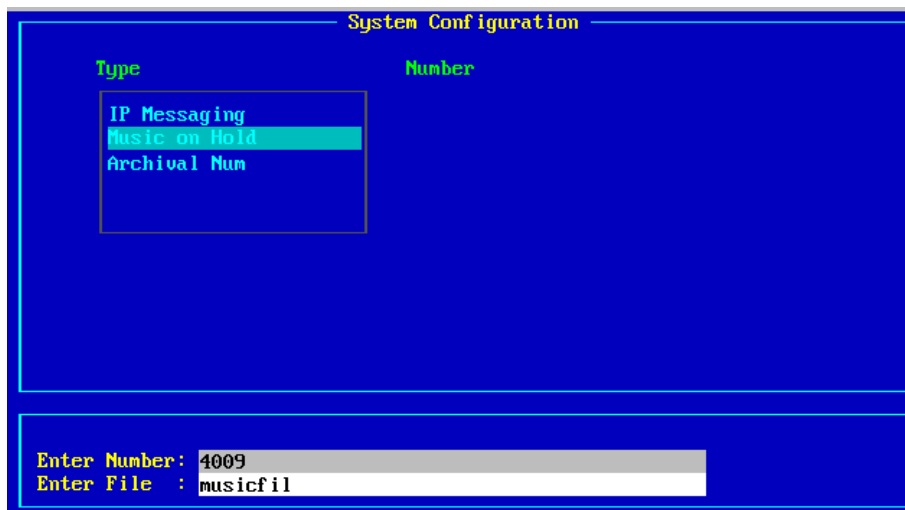 System Configuration
Type Number
IP Messaging
Music on Hold
Archival Num
Enter Number: 4009
Enter File : musicfil